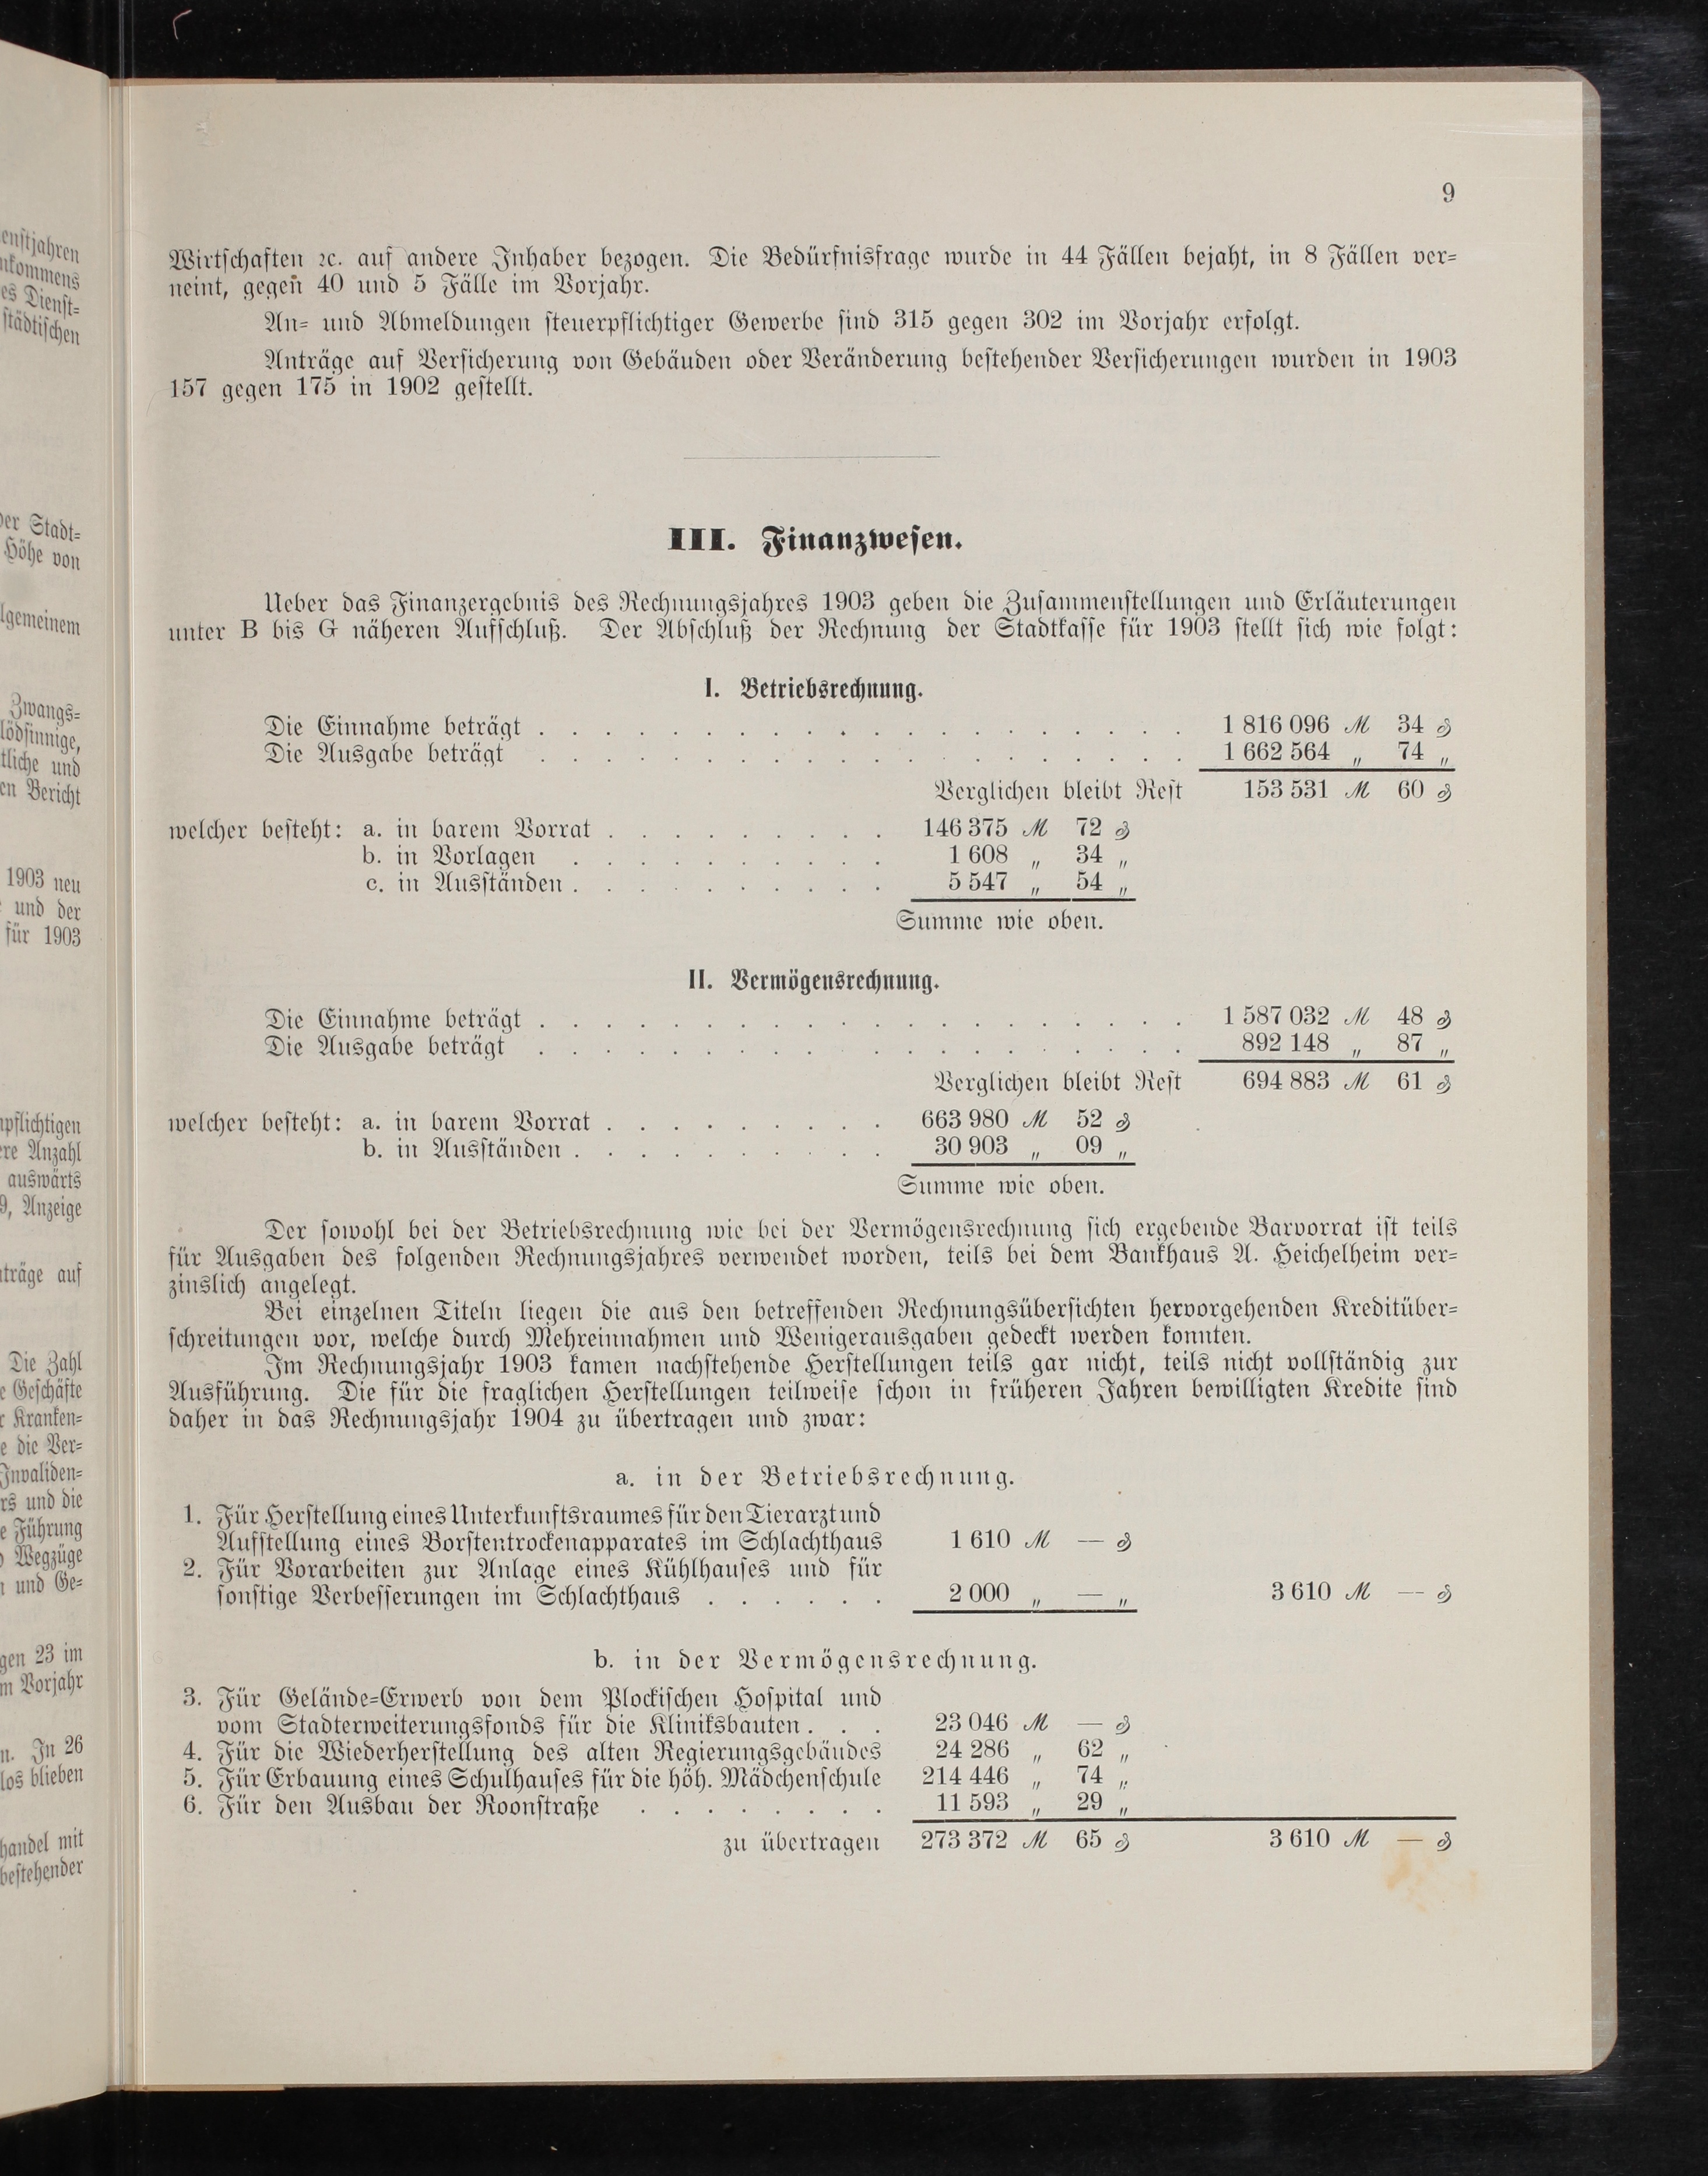 9
Wirtschaften ꝛc. auf andere Inhaber bezogen. Die Bedürfnisfrage wurde in 44 Fällen bejaht, in 8 Fällen ver=
neint, gegen 40 und 5 Fälle im Vorjahr.
An= und Abmeldungen steuerpflichtiger Gewerbe sind 315 gegen 302 im Vorjahr erfolgt.
Anträge auf Versicherung von Gebäuden oder Veränderung bestehender Versicherungen wurden in 1903
157 gegen 175 in 1902 gestellt.
III. Finanzwesen.
Ueber das Finanzergebnis des Rechnungsjahres 1903 geben die Zusammenstellungen und Erläuterungen
unter B bis G näheren Aufschluß. Der Abschluß der Rechnung der Stadtkasse für 1903 stellt sich wie folgt:
I. Betriebsrechnung.
Die Einnahme beträgt . . . . . . . . . . . . . . . . . . . . 1 816 096 ℳ 34 ₰
Die Ausgabe beträgt . . . . . . . . . . . . . . . . . . . . 1 662 564 „ 74 „
Verglichen bleibt Rest 153 531 ℳ 60 ₰
welcher besteht: a. in barem Vorrat . . . . . . . . . 146 375 ℳ 72 ₰
b. in Vorlagen . . . . . . . . . . 1 608 „ 34 „
c. in Ausständen . . . . . . . . . . 5 547 „ 54 „
Summe wie oben.
II. Vermögensrechnung.
Die Einnahme beträgt . . . . . . . . . . . . . . . . . . . . 1 587 032 ℳ 48 ₰
Die Ausgabe beträgt . . . . . . . . . . . . . . . . . . . . 892 148 „ 87 „
Verglichen bleibt Rest 694 883 ℳ 61 ₰
welcher besteht: a. in barem Vorrat . . . . . . . . . 663 980 ℳ 52 ₰
b. in Ausständen . . . . . . . . . . 30 903 „ 09 „
Summe wie oben.
Der sowohl bei der Betriebsrechnung wie bei der Vermögensrechnung sich ergebende Barvorrat ist teils
für Ausgaben des folgenden Rechnungsjahres verwendet worden, teils bei dem Bankhaus A. Heichelheim ver=
zinslich angelegt.
Bei einzelnen Titeln liegen die aus den betreffenden Rechnungsübersichten hervorgehenden Kreditüber=
schreitungen vor, welche durch Mehreinnahmen und Wenigerausgaben gedeckt werden konnten.
Im Rechnungsjahr 1903 kamen nachstehende Herstellungen teils gar nicht, teils nicht vollständig zur
Ausführung. Die für die fraglichen Herstellungen teilweise schon in früheren Jahren bewilligten Kredite sind
daher in das Rechnungsjahr 1904 zu übertragen und zwar:
a. in der Betriebsrechnung.
1. Für Herstellung eines Unterkunftsraumes für den Tierarzt und
Aufstellung eines Borstentrockenapparates im Schlachthaus 1 610 ℳ — ₰
2. Für Vorarbeiten zur Anlage eines Kühlhauses und für
sonstige Verbesserungen im Schlachthaus . . . . . . 2 000 „ — „ 3 610 ℳ — ₰
b. in der Vermögensrechnung.
3. Für Gelände=Erwerb von dem Plockischen Hospital und
vom Stadterweiterungsfonds für die Kliniksbauten . . . 23 046 ℳ — ₰
4. Für die Wiederherstellung des alten Regierungsgebäudes 24 286 „ 62 „
5. Für Erbauung eines Schulhauses für die höh. Mädchenschule 214 446 „ 74 „
6. Für den Ausbau der Roonstraße . . . . . . . . 11 593 „ 29 „
zu übertragen 273 372 ℳ 65 ₰ 3 610 ℳ — ₰